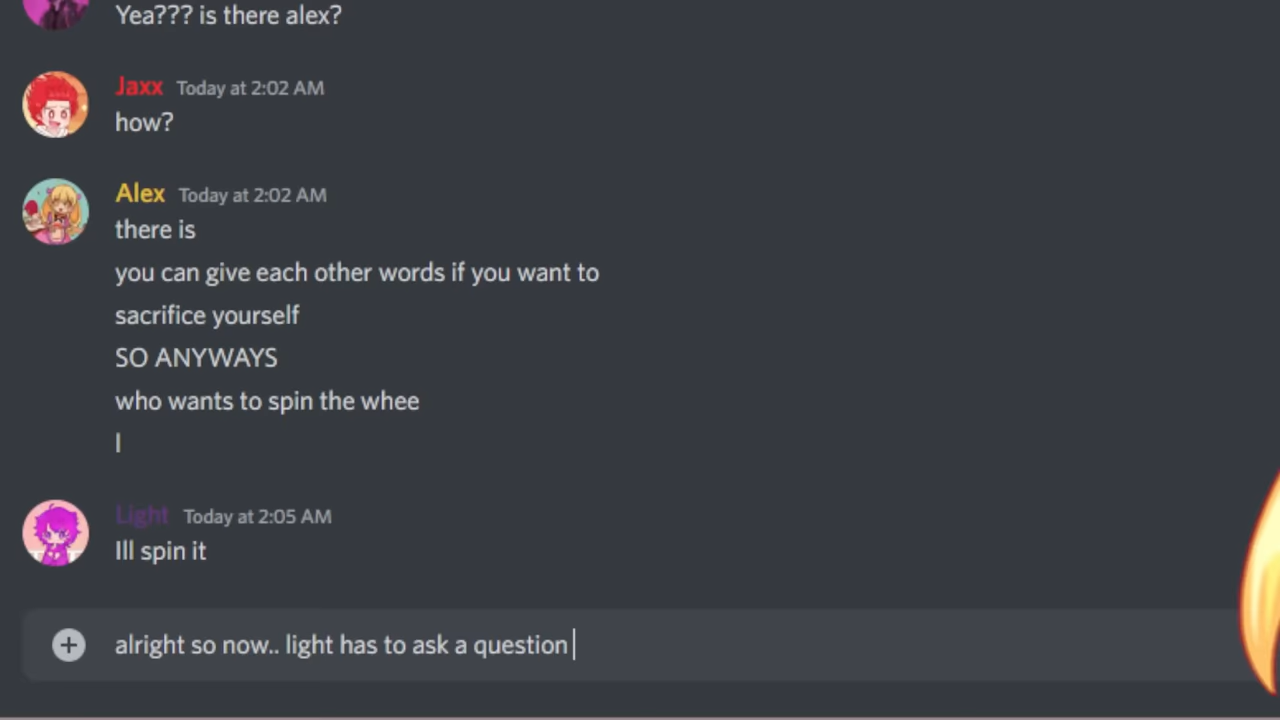 Yea??? is there alex?
Jaxx Today at 2:02 AM
how?
Alex Today at 2:02 AM
there is
you can give each other words if you want to
sacrifice yourself
SO ANYWAYS
who wants to spin the whee
l
Light Today at 2:05 AM
Ill spin it
alright so now.. light has to ask a question